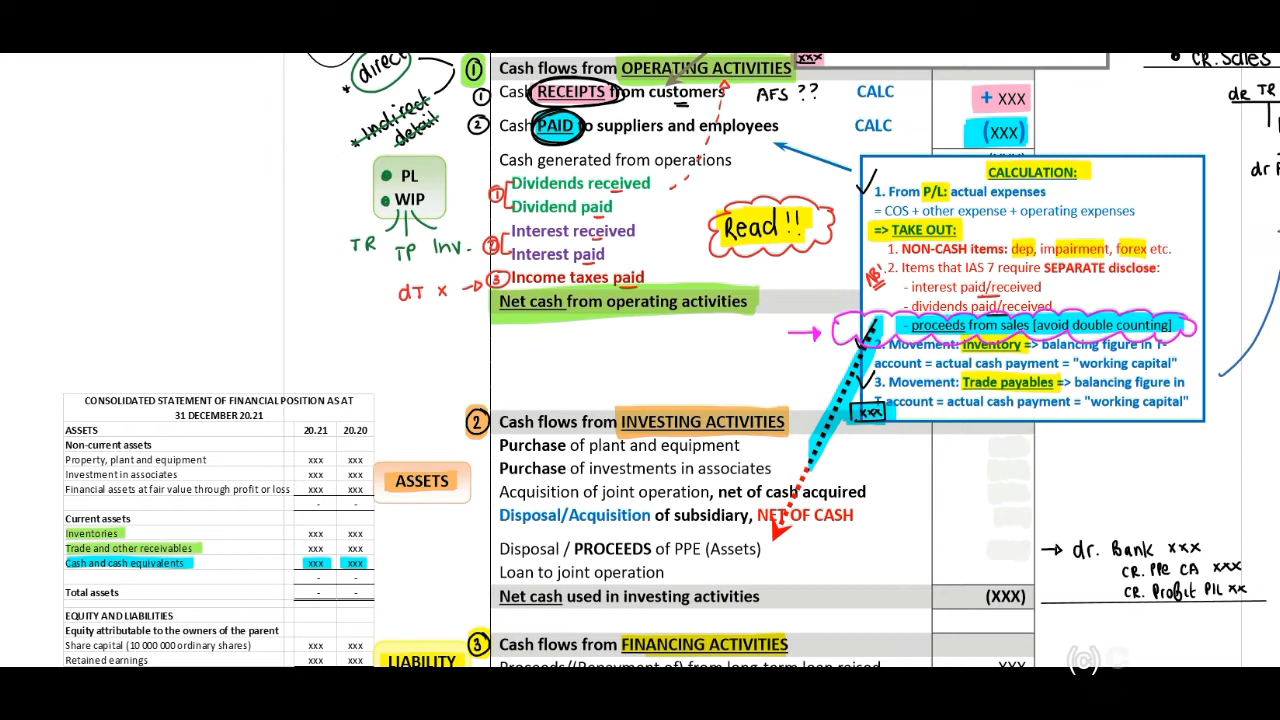 direct
* Indirect
detail
PL
WIP
TR TP Inv.
dT x
xxx
① Cash flows from OPERATING ACTIVITIES
① Cash RECEIPTS from customers AFS ?? CALC + XXX
② Cash PAID to suppliers and employees CALC (XXX)
Cash generated from operations
① Dividends received
Dividend paid
② Interest received
Interest paid
③ Income taxes paid
Net cash from operating activities
Read !!
CALCULATION:
1. From P/L: actual expenses
= COS + other expense + operating expenses
=> TAKE OUT:
1. NON-CASH items: dep, impairment, forex etc.
NB! 2. Items that IAS 7 require SEPARATE disclose:
- interest paid/received
- dividends paid/received
- proceeds from sales [avoid double counting]
2. Movement: Inventory => balancing figure in T-
account = actual cash payment = "working capital"
3. Movement: Trade payables => balancing figure in
T account = actual cash payment = "working capital"
xxx
CR. Sales
dr TR
② Cash flows from INVESTING ACTIVITIES
Purchase of plant and equipment
Purchase of investments in associates
Acquisition of joint operation, net of cash acquired
Disposal/Acquisition of subsidiary, NET OF CASH
Disposal / PROCEEDS of PPE (Assets)
Loan to joint operation
Net cash used in investing activities (XXX)
dr. Bank xxx
CR. PPe CA xxx
CR. Profit P/L xx
③ Cash flows from FINANCING ACTIVITIES
ASSETS
LIABILITY
CONSOLIDATED STATEMENT OF FINANCIAL POSITION AS AT
31 DECEMBER 20.21
ASSETS 20.21 20.20
Non-current assets
Property, plant and equipment xxx xxx
Investment in associates xxx xxx
Financial assets at fair value through profit or loss xxx xxx
- -
Current assets
Inventories xxx xxx
Trade and other receivables xxx xxx
Cash and cash equivalents xxx xxx
- -
Total assets - -
EQUITY AND LIABILITIES
Equity attributable to the owners of the parent
Share capital (10 000 000 ordinary shares) xxx xxx
Retained earnings xxx xxx
(c)